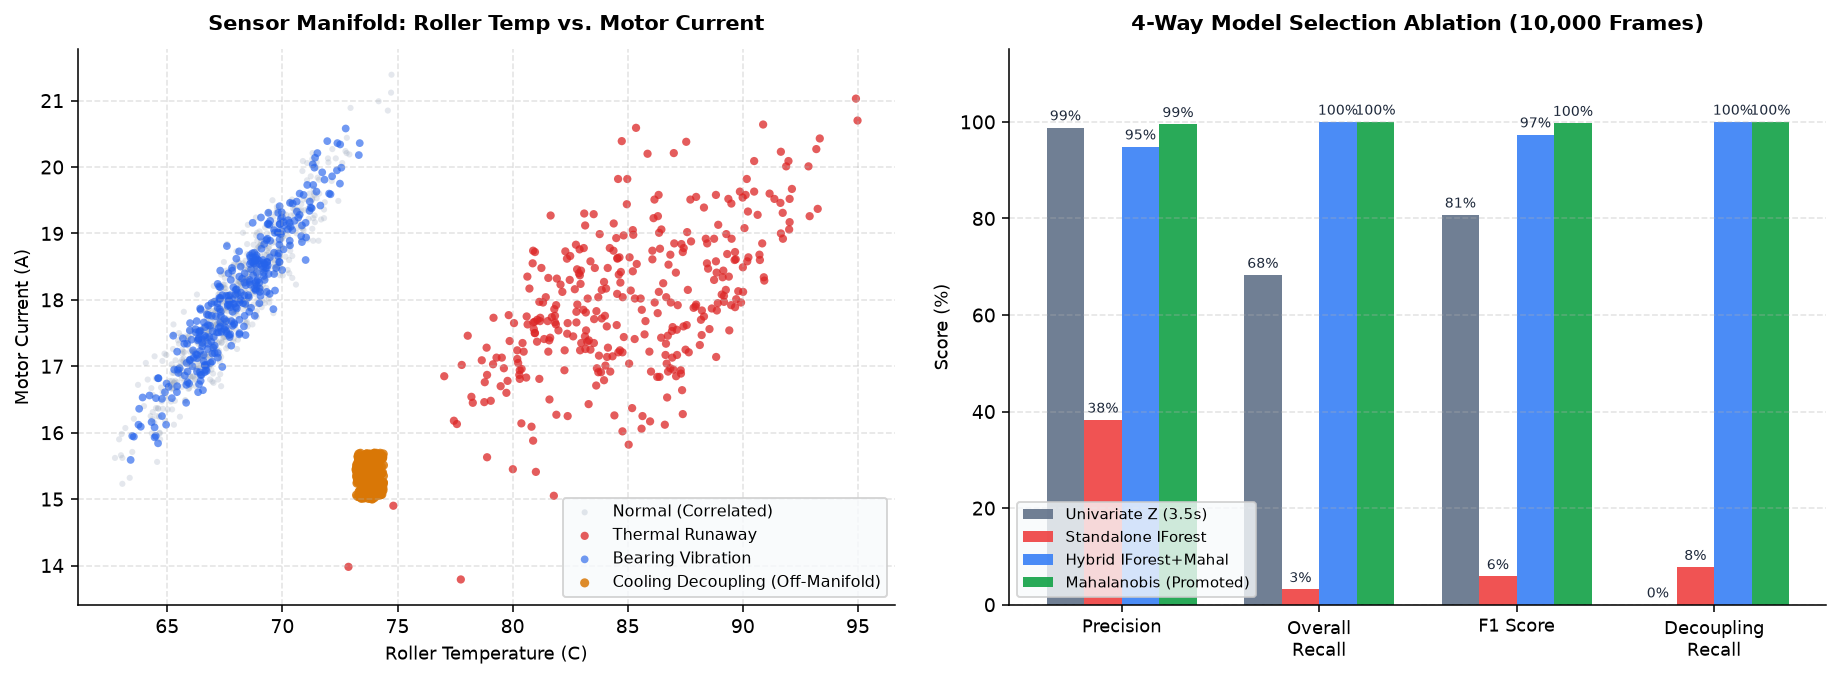 Sensor Manifold: Roller Temp vs. Motor Current
Motor Current (A)
21
20
19
18
17
16
15
14
65 70 75 80 85 90 95
Roller Temperature (C)
Normal (Correlated)
Thermal Runaway
Bearing Vibration
Cooling Decoupling (Off-Manifold)
4-Way Model Selection Ablation (10,000 Frames)
Score (%)
100
80
60
40
20
0
99% 38% 95% 99%
68% 3% 100% 100%
81% 6% 97% 100%
0% 8% 100% 100%
Univariate Z (3.5s)
Standalone IForest
Hybrid IForest+Mahal
Mahalanobis (Promoted)
Precision
Overall
Recall
F1 Score
Decoupling
Recall